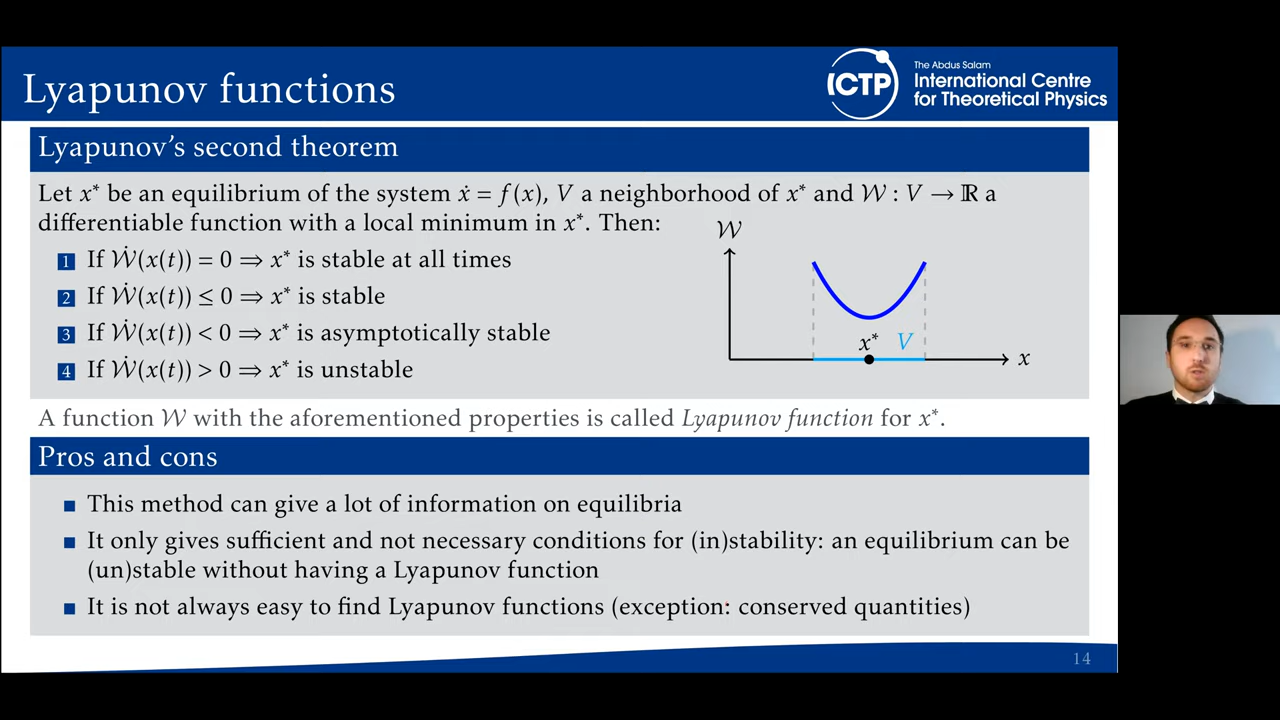 Lyapunov functions
ICTP
The Abdus Salam
International Centre
for Theoretical Physics
Lyapunov's second theorem
Let x* be an equilibrium of the system ẋ = f(x), V a neighborhood of x* and 𝒲 : V → ℝ a
differentiable function with a local minimum in x*. Then:
1 If 𝒲̇(x(t)) = 0 ⇒ x* is stable at all times
2 If 𝒲̇(x(t)) ≤ 0 ⇒ x* is stable
3 If 𝒲̇(x(t)) < 0 ⇒ x* is asymptotically stable
4 If 𝒲̇(x(t)) > 0 ⇒ x* is unstable
𝒲
x* V
x
A function 𝒲 with the aforementioned properties is called Lyapunov function for x*.
Pros and cons
■ This method can give a lot of information on equilibria
■ It only gives sufficient and not necessary conditions for (in)stability: an equilibrium can be
(un)stable without having a Lyapunov function
■ It is not always easy to find Lyapunov functions (exception: conserved quantities)
14